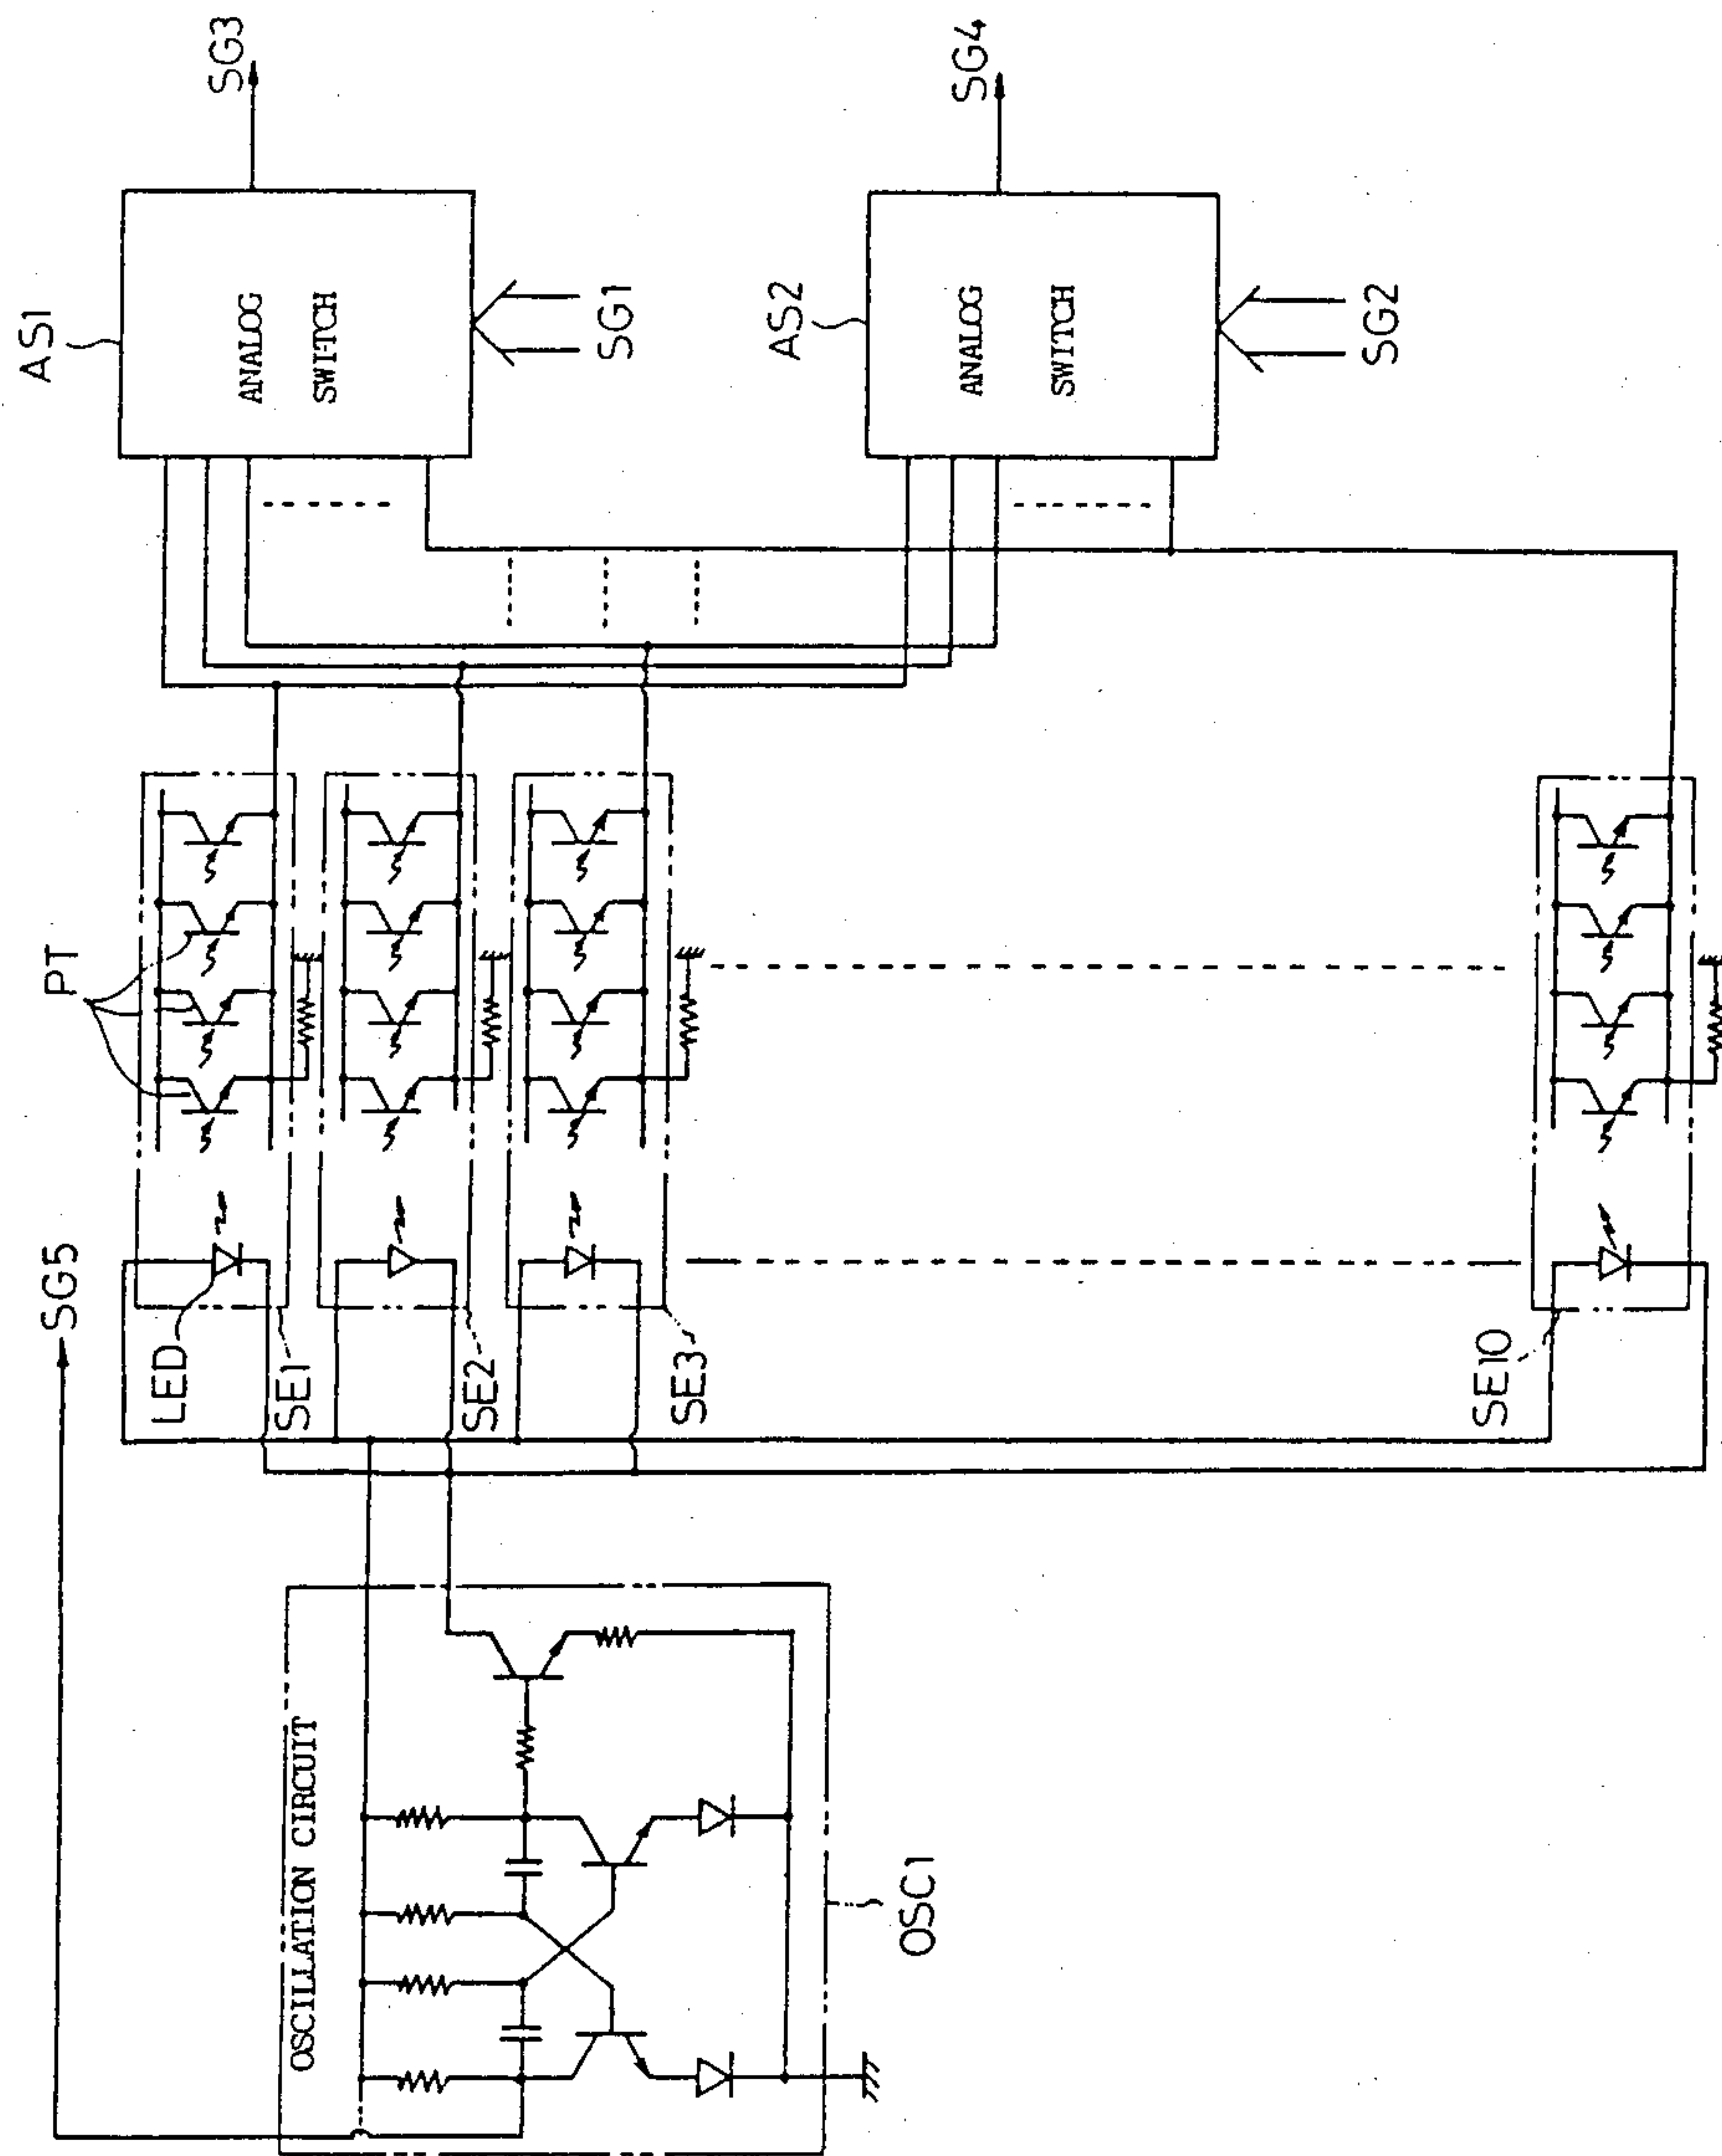 SG5
OSCILLATION CIRCUIT
OSC1
LED
SE1
SE2
SE3
SE10
PT
AS1
ANALOG
SWITCH
SG1
SG3
AS2
ANALOG
SWITCH
SG2
SG4